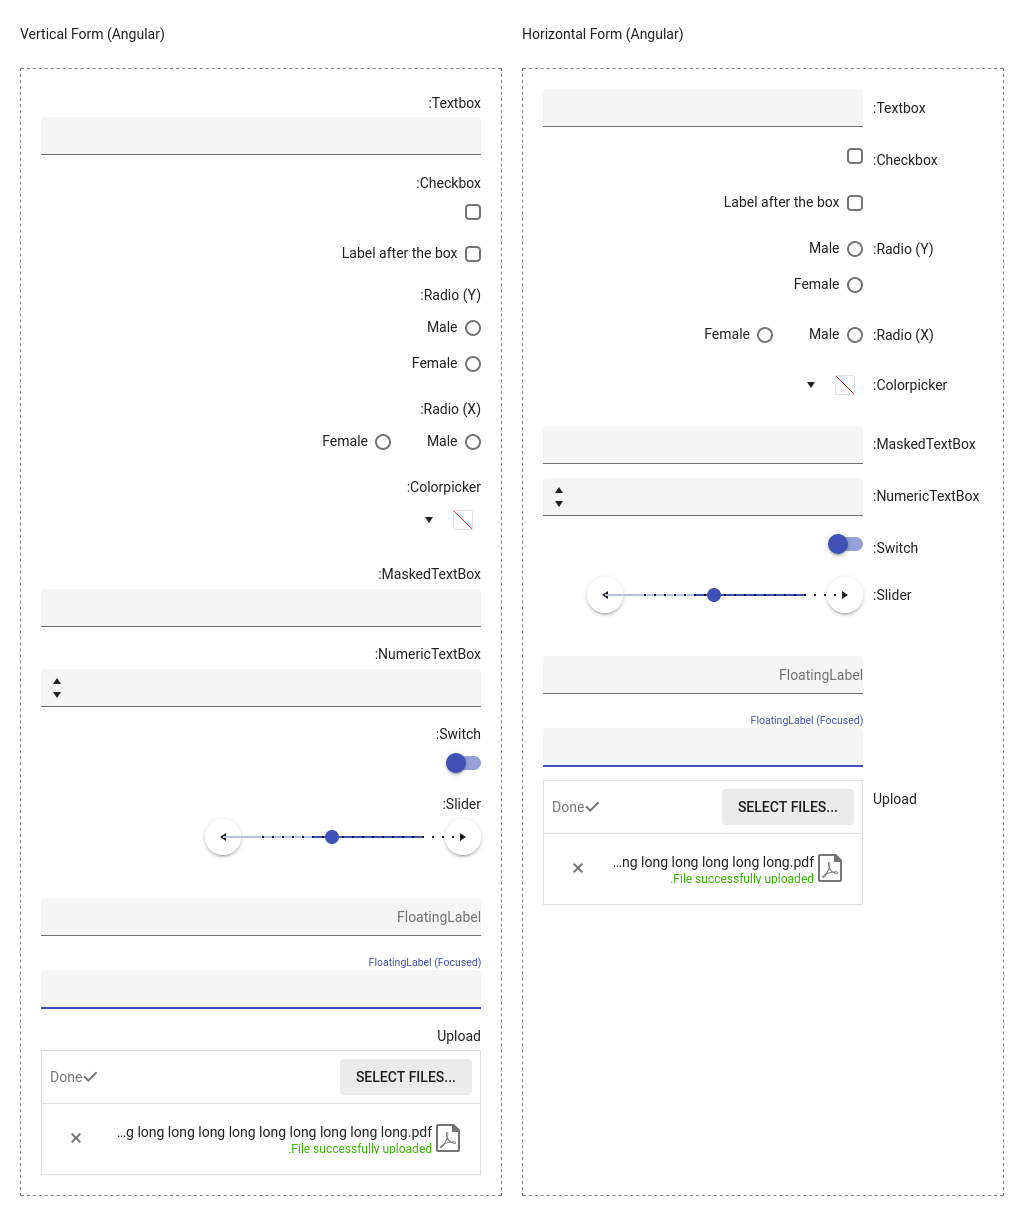 Vertical Form (Angular)
:Textbox
:Checkbox
Label after the box
:Radio (Y)
Male
Female
:Radio (X)
Female Male
:Colorpicker
:MaskedTextBox
:NumericTextBox
:Switch
:Slider
FloatingLabel
FloatingLabel (Focused)
Upload
Done SELECT FILES...
...g long long long long long long long long long.pdf
.File successfully uploaded
Horizontal Form (Angular)
:Textbox
:Checkbox
Label after the box
Male :Radio (Y)
Female
Female Male :Radio (X)
:Colorpicker
:MaskedTextBox
:NumericTextBox
:Switch
:Slider
FloatingLabel
FloatingLabel (Focused)
Done SELECT FILES... Upload
...ng long long long long long.pdf
.File successfully uploaded